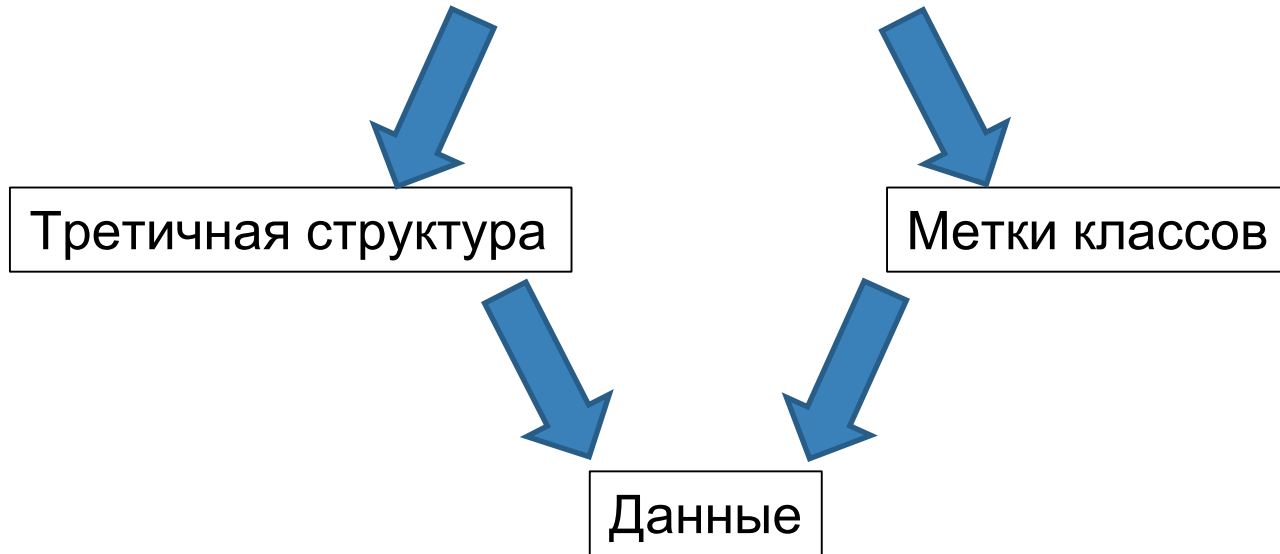 Третичная структура
Метки классов
Данные